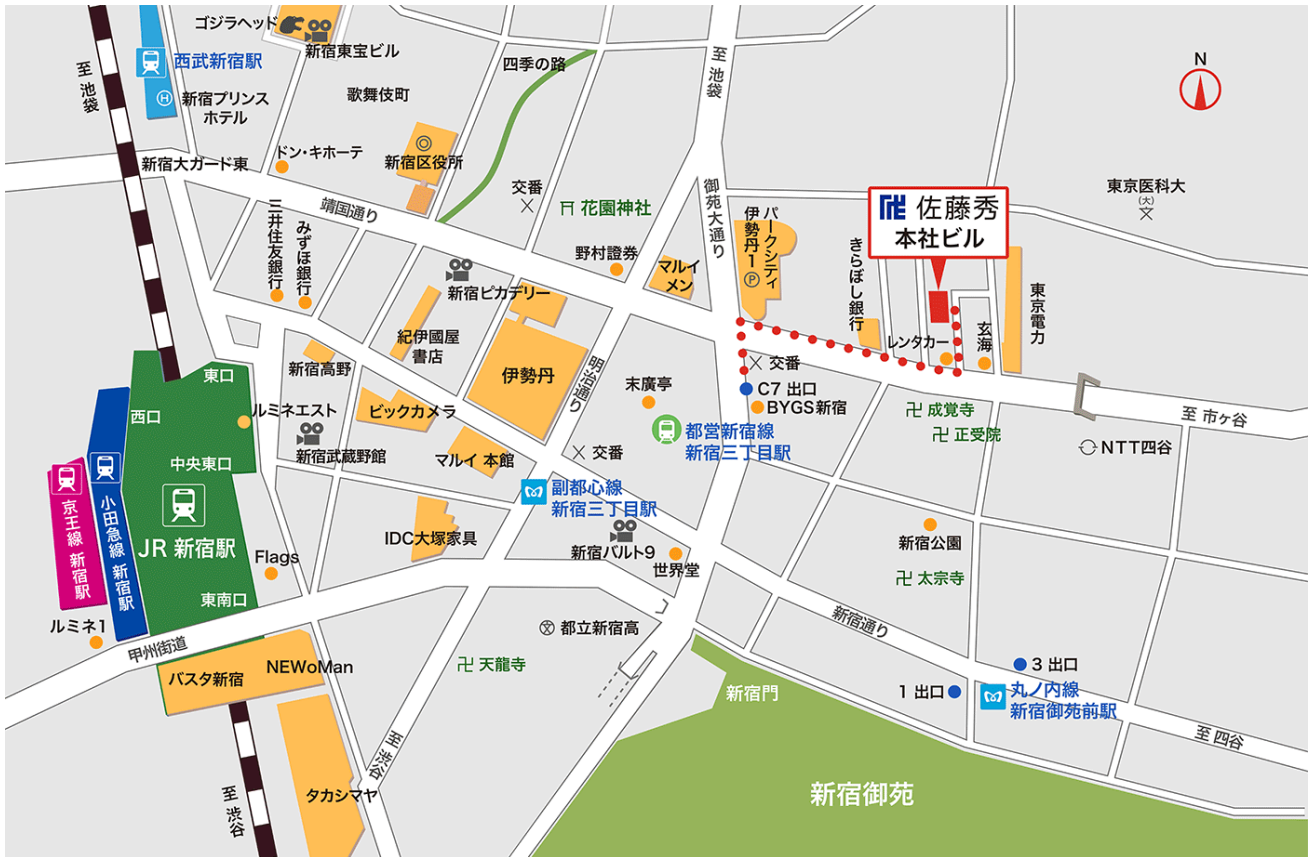 ゴジラヘッド
新宿東宝ビル
西武新宿駅
至 池袋
新宿プリンス
ホテル
H
歌舞伎町
四季の路
至 池袋
N
新宿大ガード東
ドン・キホーテ
新宿区役所
交番
花園神社
御苑大通り
東京医科大
(大)
文
佐藤秀
本社ビル
靖国通り
三井住友銀行
みずほ銀行
新宿ピカデリー
野村證券
マルイ
メン
パークシティ
伊勢丹1
P
きらぼし銀行
レンタカー
玄海
東京電力
紀伊國屋
書店
新宿高野
伊勢丹
明治通り
末廣亭
交番
C7 出口
BYGS新宿
卍 成覚寺
卍 正受院
至 市ヶ谷
NTT四谷
東口
西口
ルミネエスト
ビックカメラ
マルイ 本館
新宿武蔵野館
中央東口
交番
都営新宿線
新宿三丁目駅
副都心線
新宿三丁目駅
京王線 新宿駅
小田急線 新宿駅
JR 新宿駅
Flags
IDC大塚家具
新宿バルト9
世界堂
新宿公園
卍 太宗寺
東南口
ルミネ1
甲州街道
文 都立新宿高
新宿通り
バスタ新宿
NEWoMan
卍 天龍寺
新宿門
3 出口
1 出口
丸ノ内線
新宿御苑前駅
至 四谷
至 渋谷
至 渋谷
タカシマヤ
新宿御苑